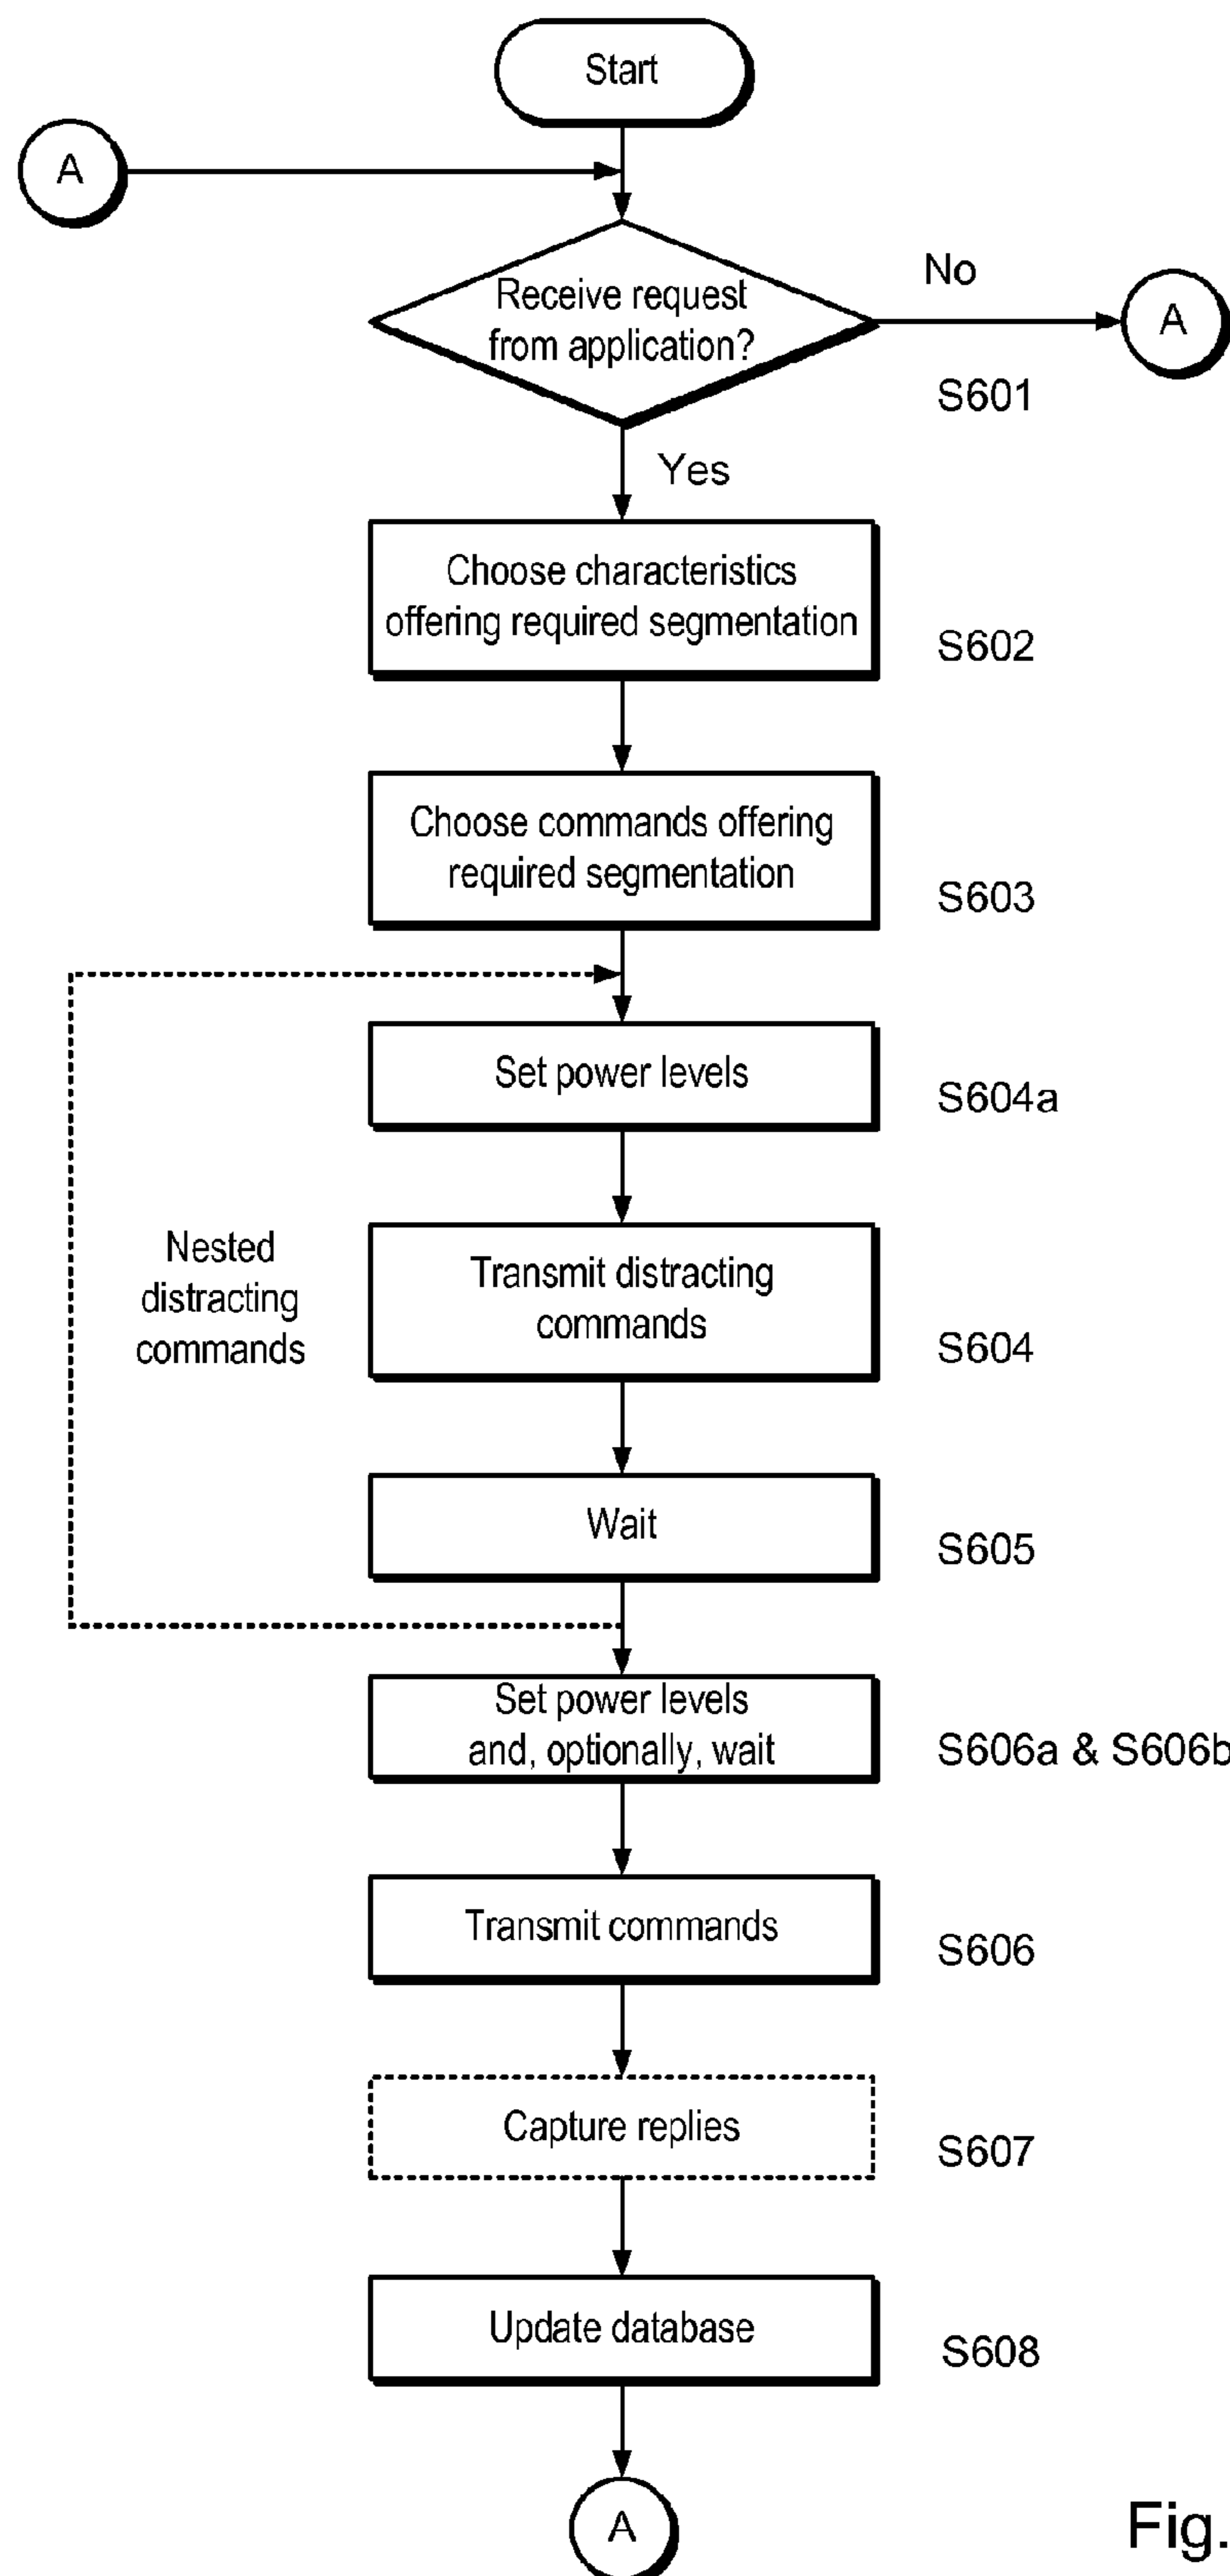 Start
A
Receive request
from application?
No
A
S601
Yes
Choose characteristics
offering required segmentation
S602
Choose commands offering
required segmentation
S603
Set power levels
S604a
Nested
distracting
commands
Transmit distracting
commands
S604
Wait
S605
Set power levels
and, optionally, wait
S606a & S606b
Transmit commands
S606
Capture replies
S607
Update database
S608
A
Fig.